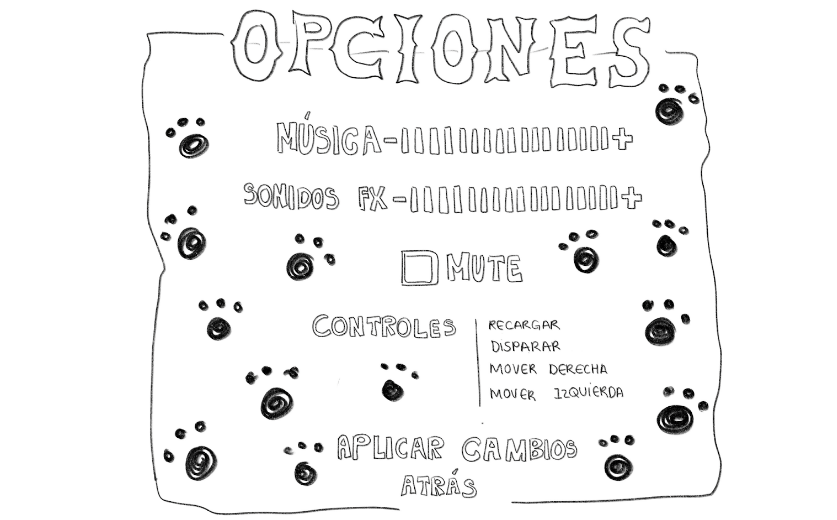 OPCIONES
MÚSICA - +
SONIDOS FX - +
MUTE
CONTROLES
RECARGAR
DISPARAR
MOVER DERECHA
MOVER IZQUIERDA
APLICAR CAMBIOS
ATRÁS